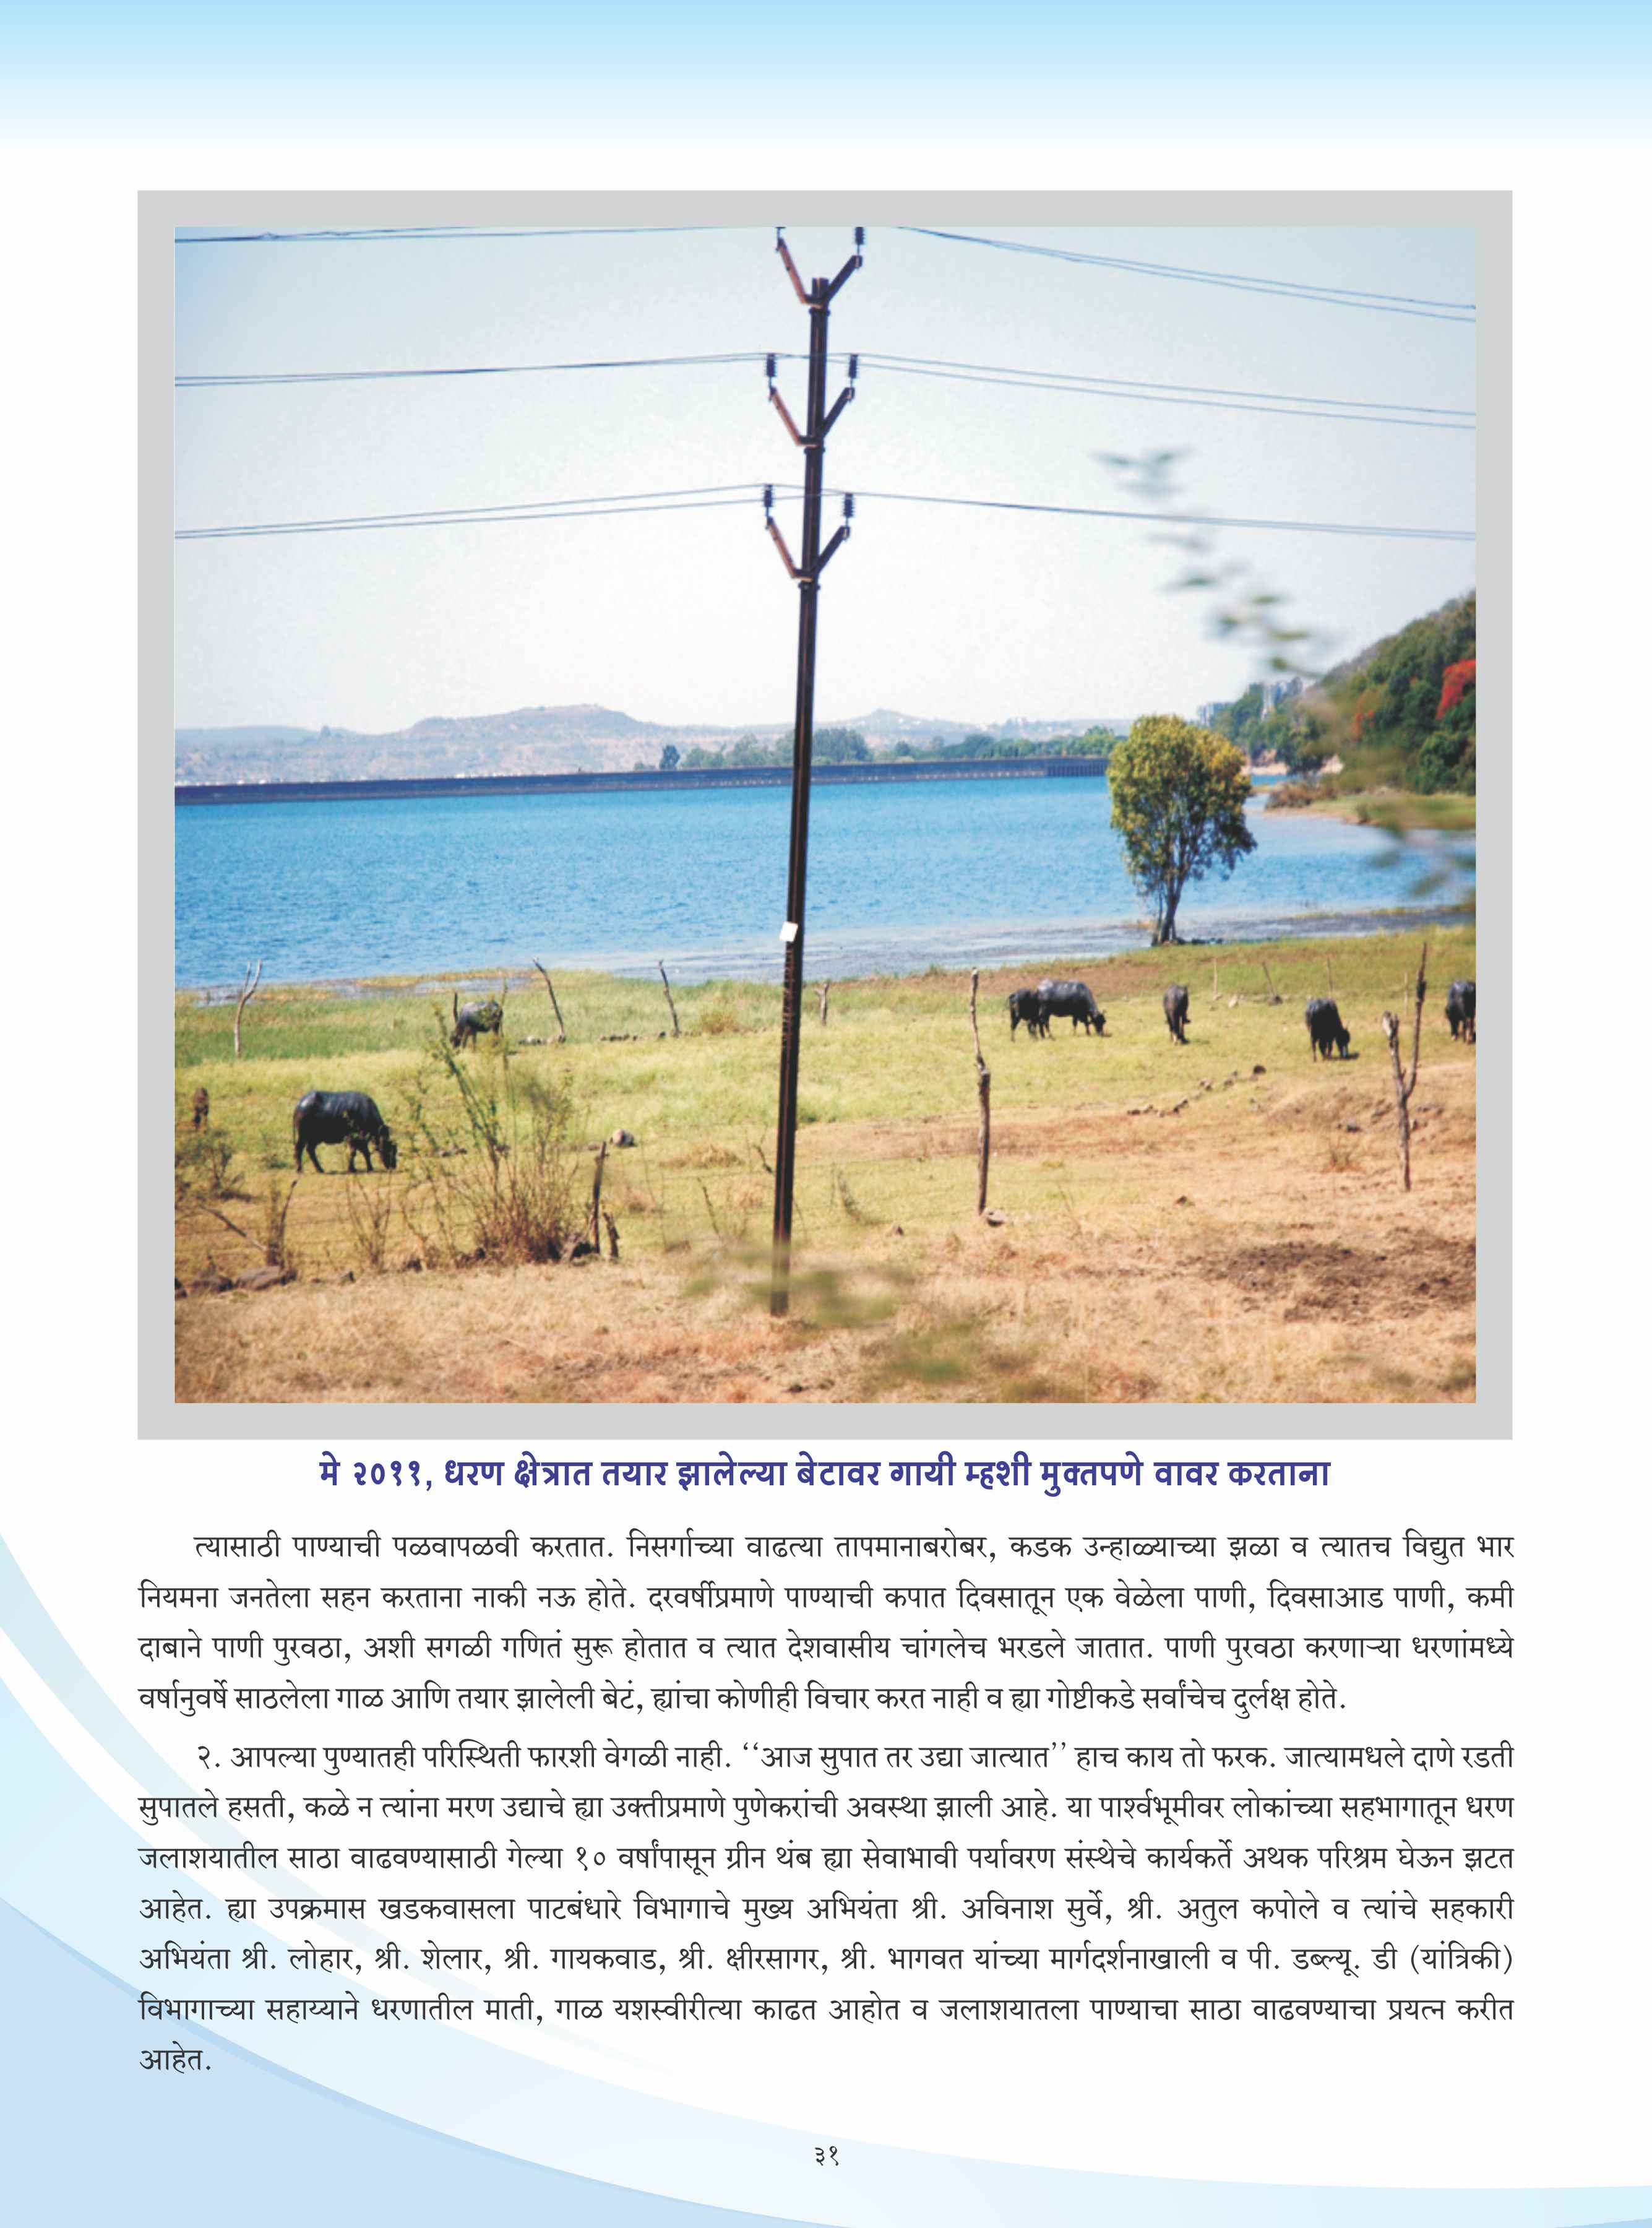 मे २०११, धरण क्षेत्रात तयार झालेल्या बेटावर गायी म्हशी मुक्तपणे वावर करताना
त्यासाठी पाण्याची पळवापळवी करतात. निसर्गाच्या वाढत्या तापमानाबरोबर, कडक उन्हाळ्याच्या झळा व त्यातच विद्युत भार
नियमना जनतेला सहन करताना नाकी नऊ होते. दरवर्षीप्रमाणे पाण्याची कपात दिवसातून एक वेळेला पाणी, दिवसाआड पाणी, कमी
दाबाने पाणी पुरवठा, अशी सगळी गणितं सुरू होतात व त्यात देशवासीय चांगलेच भरडले जातात. पाणी पुरवठा करणाऱ्या धरणांमध्ये
वर्षानुवर्षे साठलेला गाळ आणि तयार झालेली बेटं, ह्यांचा कोणीही विचार करत नाही व ह्या गोष्टीकडे सर्वांचेच दुर्लक्ष होते.
२. आपल्या पुण्यातही परिस्थिती फारशी वेगळी नाही. ‘‘आज सुपात तर उद्या जात्यात’’ हाच काय तो फरक. जात्यामधले दाणे रडती
सुपातले हसती, कळे न त्यांना मरण उद्याचे ह्या उक्तीप्रमाणे पुणेकरांची अवस्था झाली आहे. या पार्श्वभूमीवर लोकांच्या सहभागातून धरण
जलाशयातील साठा वाढवण्यासाठी गेल्या १० वर्षांपासून ग्रीन थंब ह्या सेवाभावी पर्यावरण संस्थेचे कार्यकर्ते अथक परिश्रम घेऊन झटत
आहेत. ह्या उपक्रमास खडकवासला पाटबंधारे विभागाचे मुख्य अभियंता श्री. अविनाश सुर्वे, श्री. अतुल कपोले व त्यांचे सहकारी
अभियंता श्री. लोहार, श्री. शेलार, श्री. गायकवाड, श्री. क्षीरसागर, श्री. भागवत यांच्या मार्गदर्शनाखाली व पी. डब्ल्यू. डी (यांत्रिकी)
विभागाच्या सहाय्याने धरणातील माती, गाळ यशस्वीरीत्या काढत आहोत व जलाशयातला पाण्याचा साठा वाढवण्याचा प्रयत्न करीत
आहेत.
३१